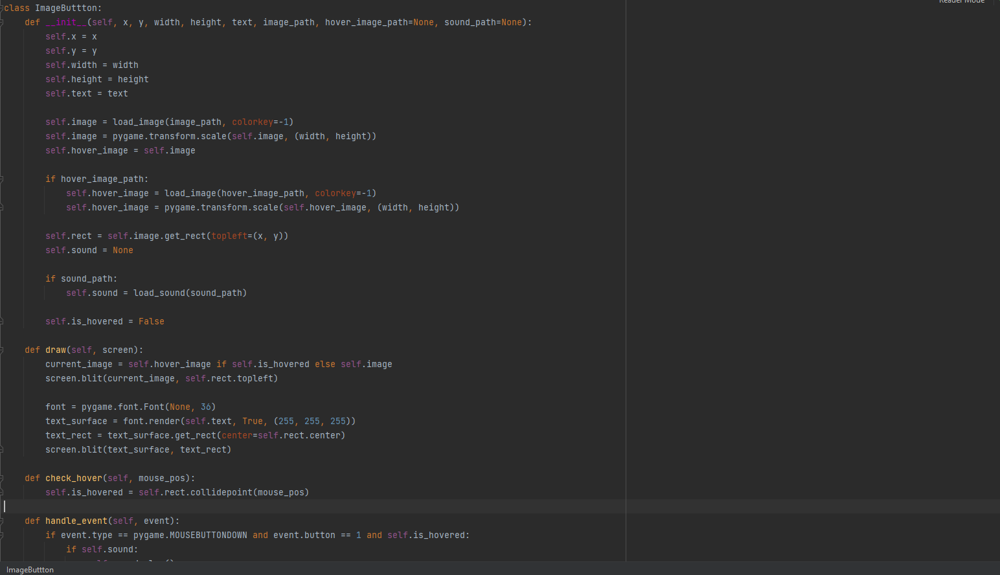 Reader Mode
class ImageButtton:
    def __init__(self, x, y, width, height, text, image_path, hover_image_path=None, sound_path=None):
        self.x = x
        self.y = y
        self.width = width
        self.height = height
        self.text = text
        self.image = load_image(image_path, colorkey=-1)
        self.image = pygame.transform.scale(self.image, (width, height))
        self.hover_image = self.image
        if hover_image_path:
            self.hover_image = load_image(hover_image_path, colorkey=-1)
            self.hover_image = pygame.transform.scale(self.hover_image, (width, height))
        self.rect = self.image.get_rect(topleft=(x, y))
        self.sound = None
        if sound_path:
            self.sound = load_sound(sound_path)
        self.is_hovered = False
    def draw(self, screen):
        current_image = self.hover_image if self.is_hovered else self.image
        screen.blit(current_image, self.rect.topleft)
        font = pygame.font.Font(None, 36)
        text_surface = font.render(self.text, True, (255, 255, 255))
        text_rect = text_surface.get_rect(center=self.rect.center)
        screen.blit(text_surface, text_rect)
    def check_hover(self, mouse_pos):
        self.is_hovered = self.rect.collidepoint(mouse_pos)
    def handle_event(self, event):
        if event.type == pygame.MOUSEBUTTONDOWN and event.button == 1 and self.is_hovered:
            if self.sound:
ImageButtton